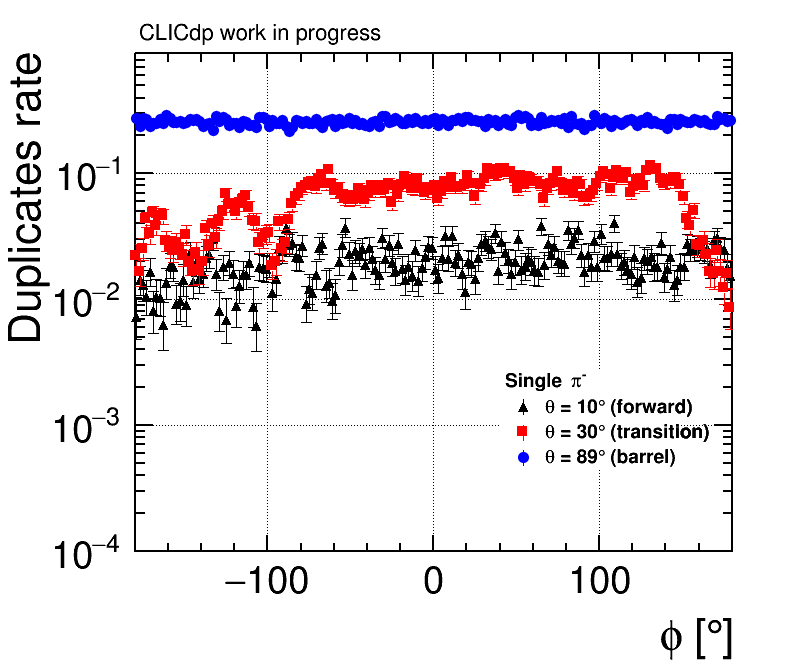 CLICdp work in progress
Duplicates rate
10⁻¹
10⁻²
10⁻³
10⁻⁴
Single π⁻
θ = 10° (forward)
θ = 30° (transition)
θ = 89° (barrel)
−100 0 100
ϕ [°]